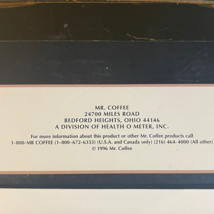 MR. COFFEE
24700 MILES ROAD
BEDFORD HEIGHTS, OHIO 44146
A DIVISION OF HEALTH O METER, INC.
For more information about this product or other Mr. Coffee products call
1-800-MR COFFEE (1-800-672-6333) (U.S.A. and Canada only) (216) 464-4000 (All other)
© 1996 Mr. Coffee